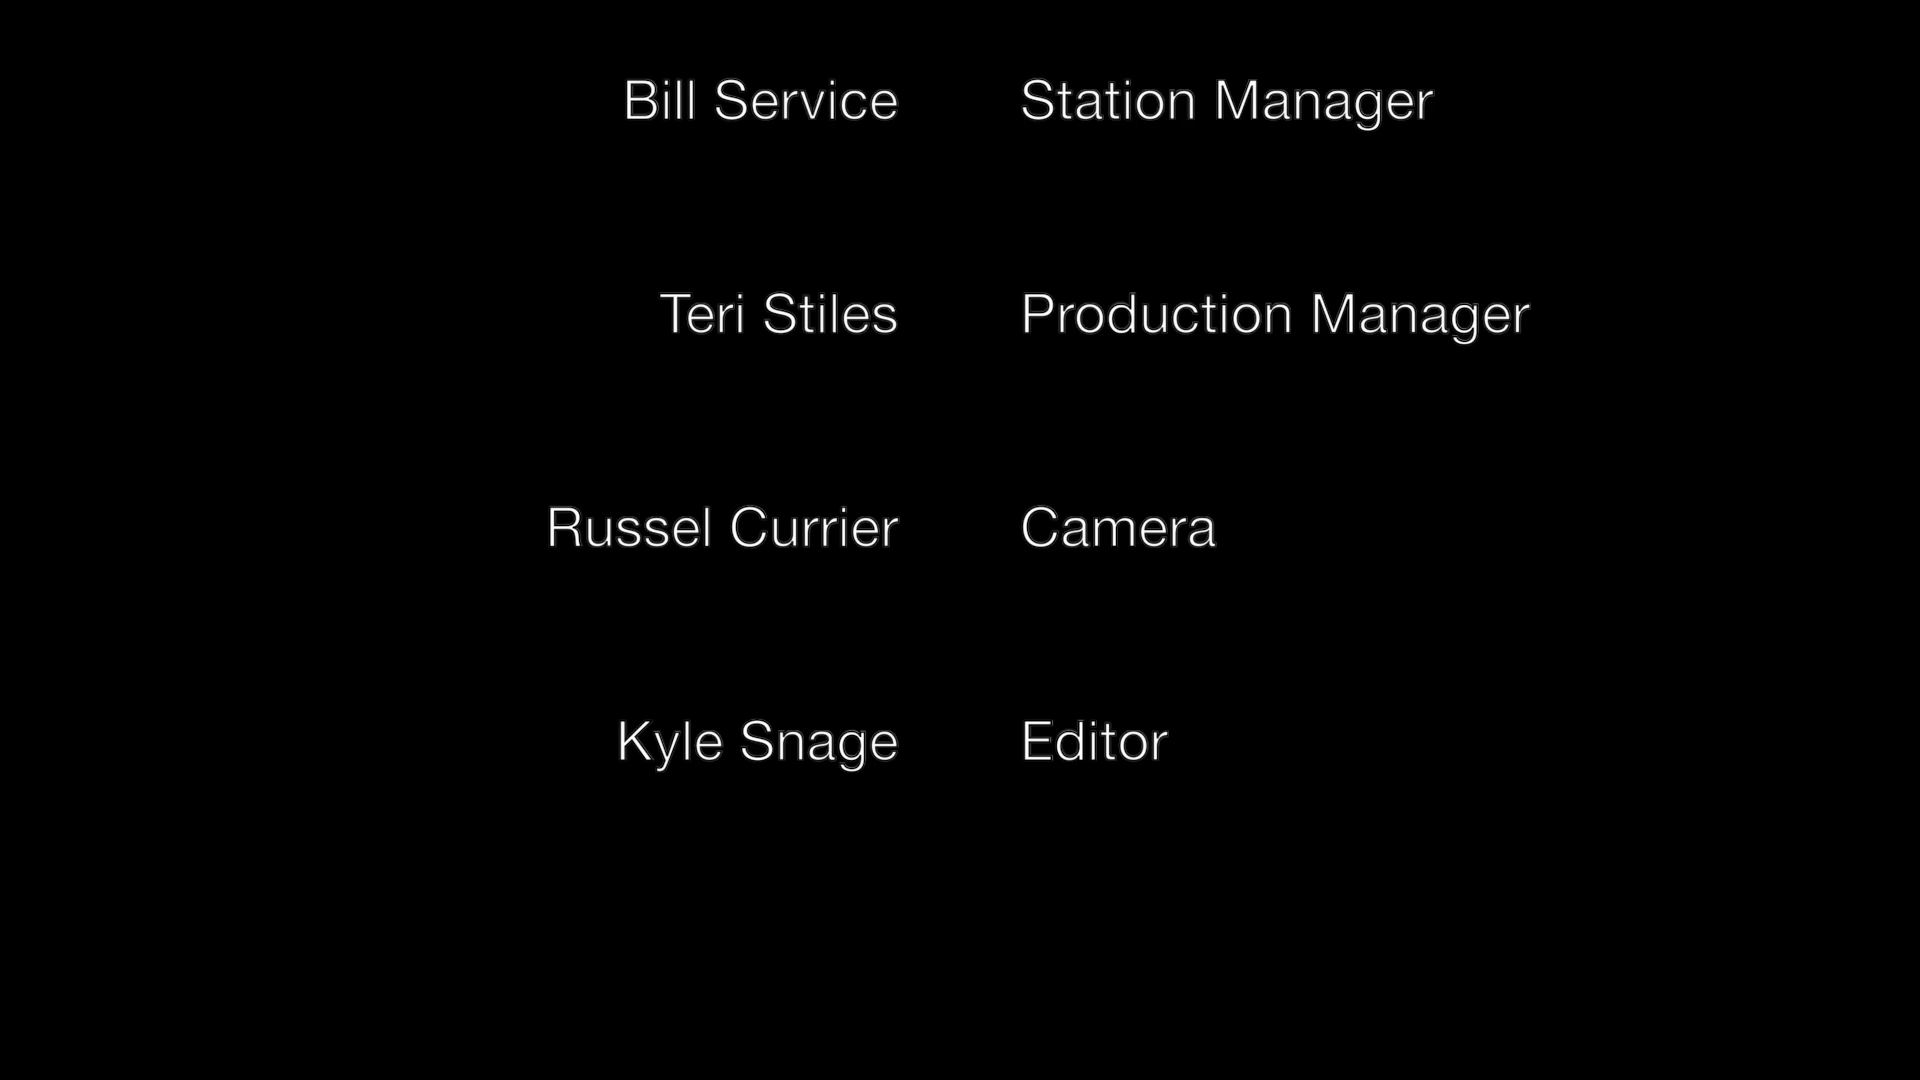 Bill Service Station Manager
Teri Stiles Production Manager
Russel Currier Camera
Kyle Snage Editor